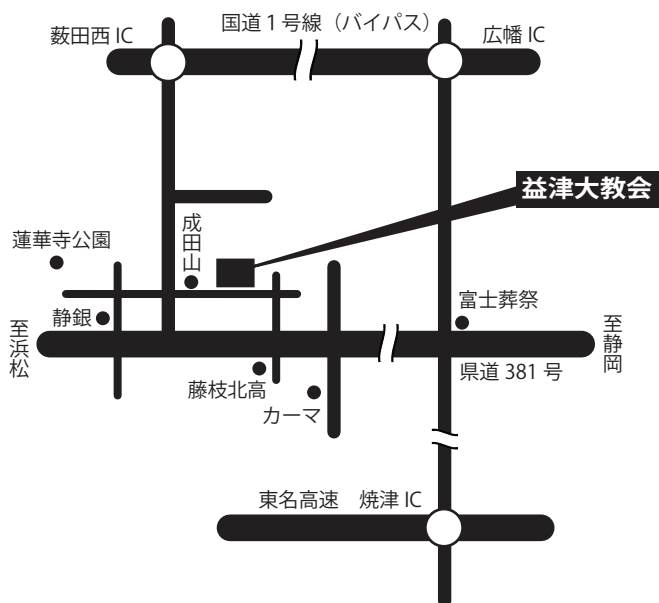 薮田西 IC
国道１号線（バイパス）
広幡 IC
益津大教会
成田山
蓮華寺公園
静銀
富士葬祭
至浜松
至静岡
藤枝北高
県道 381 号
カーマ
東名高速　焼津 IC